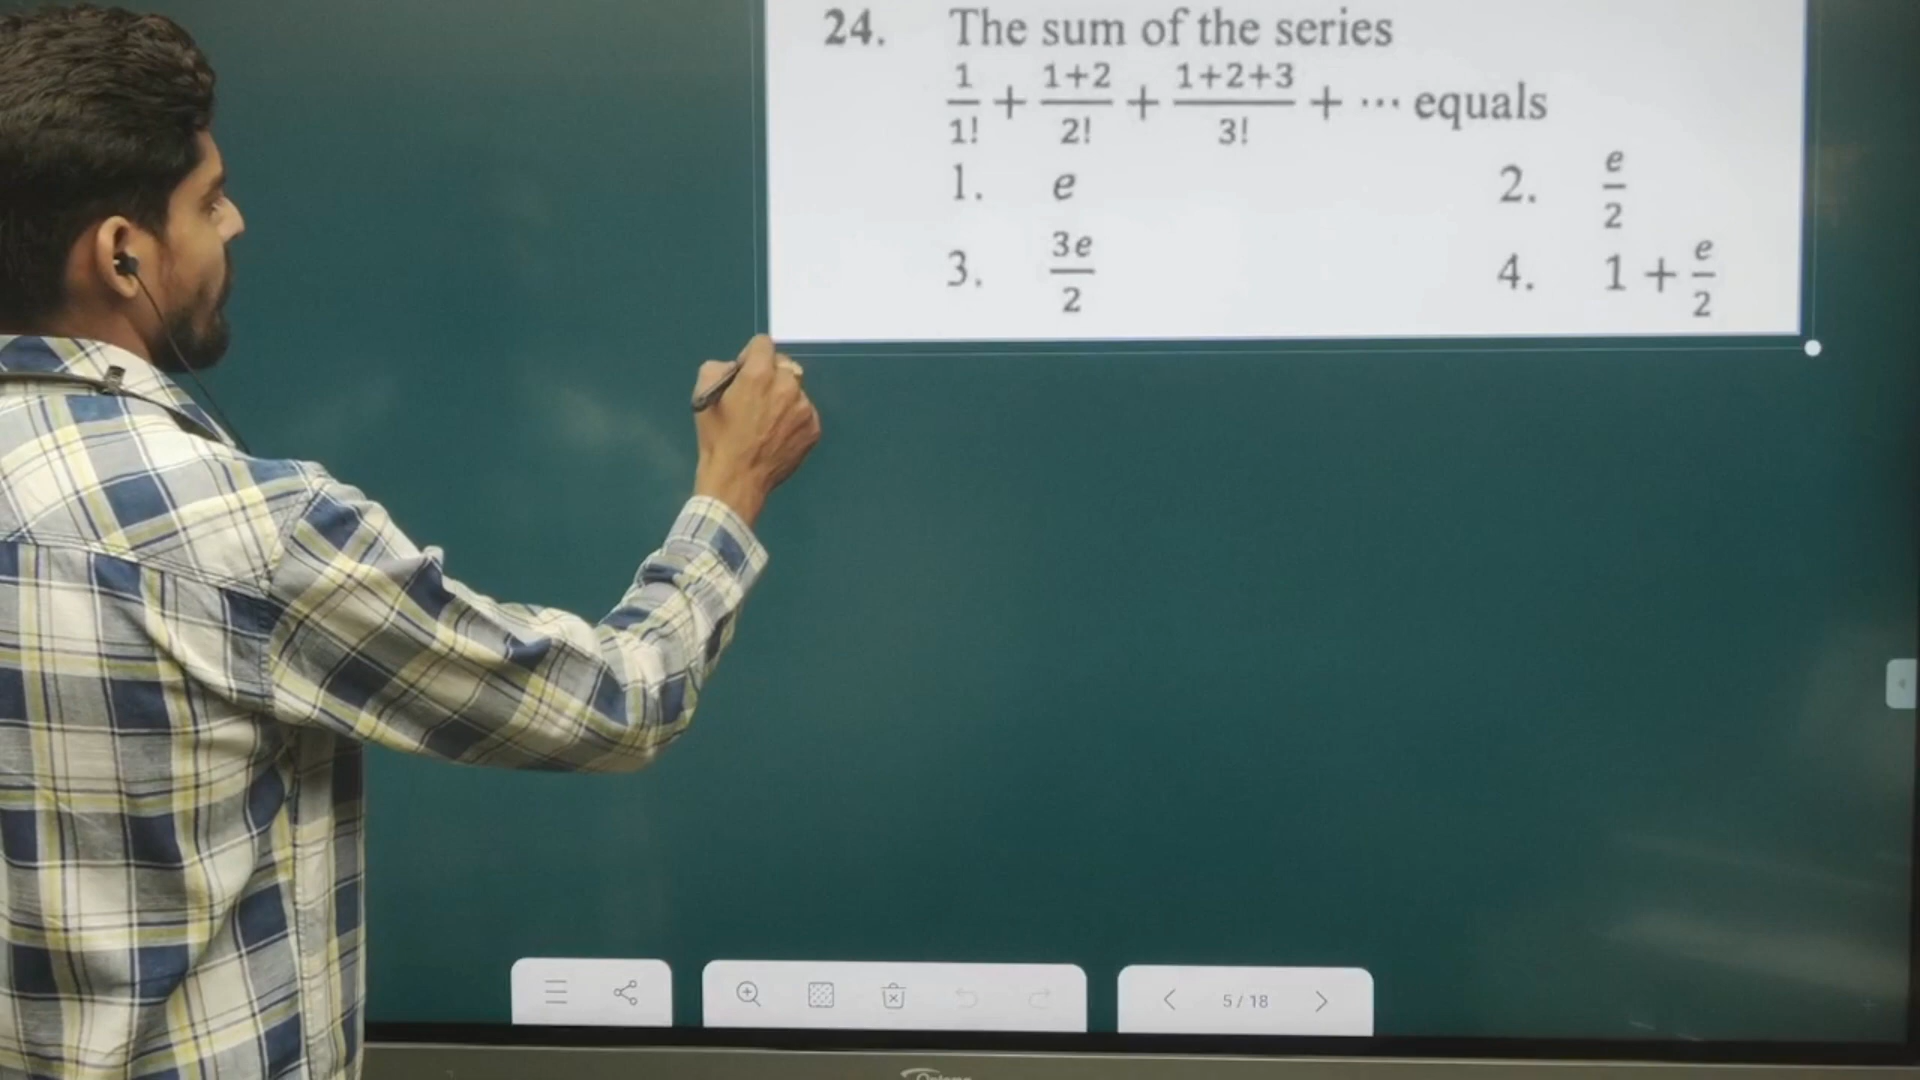 24. The sum of the series
1/1! + 1+2/2! + 1+2+3/3! + ⋯ equals
1. e 2. e/2
3. 3e/2 4. 1 + e/2
5 / 18